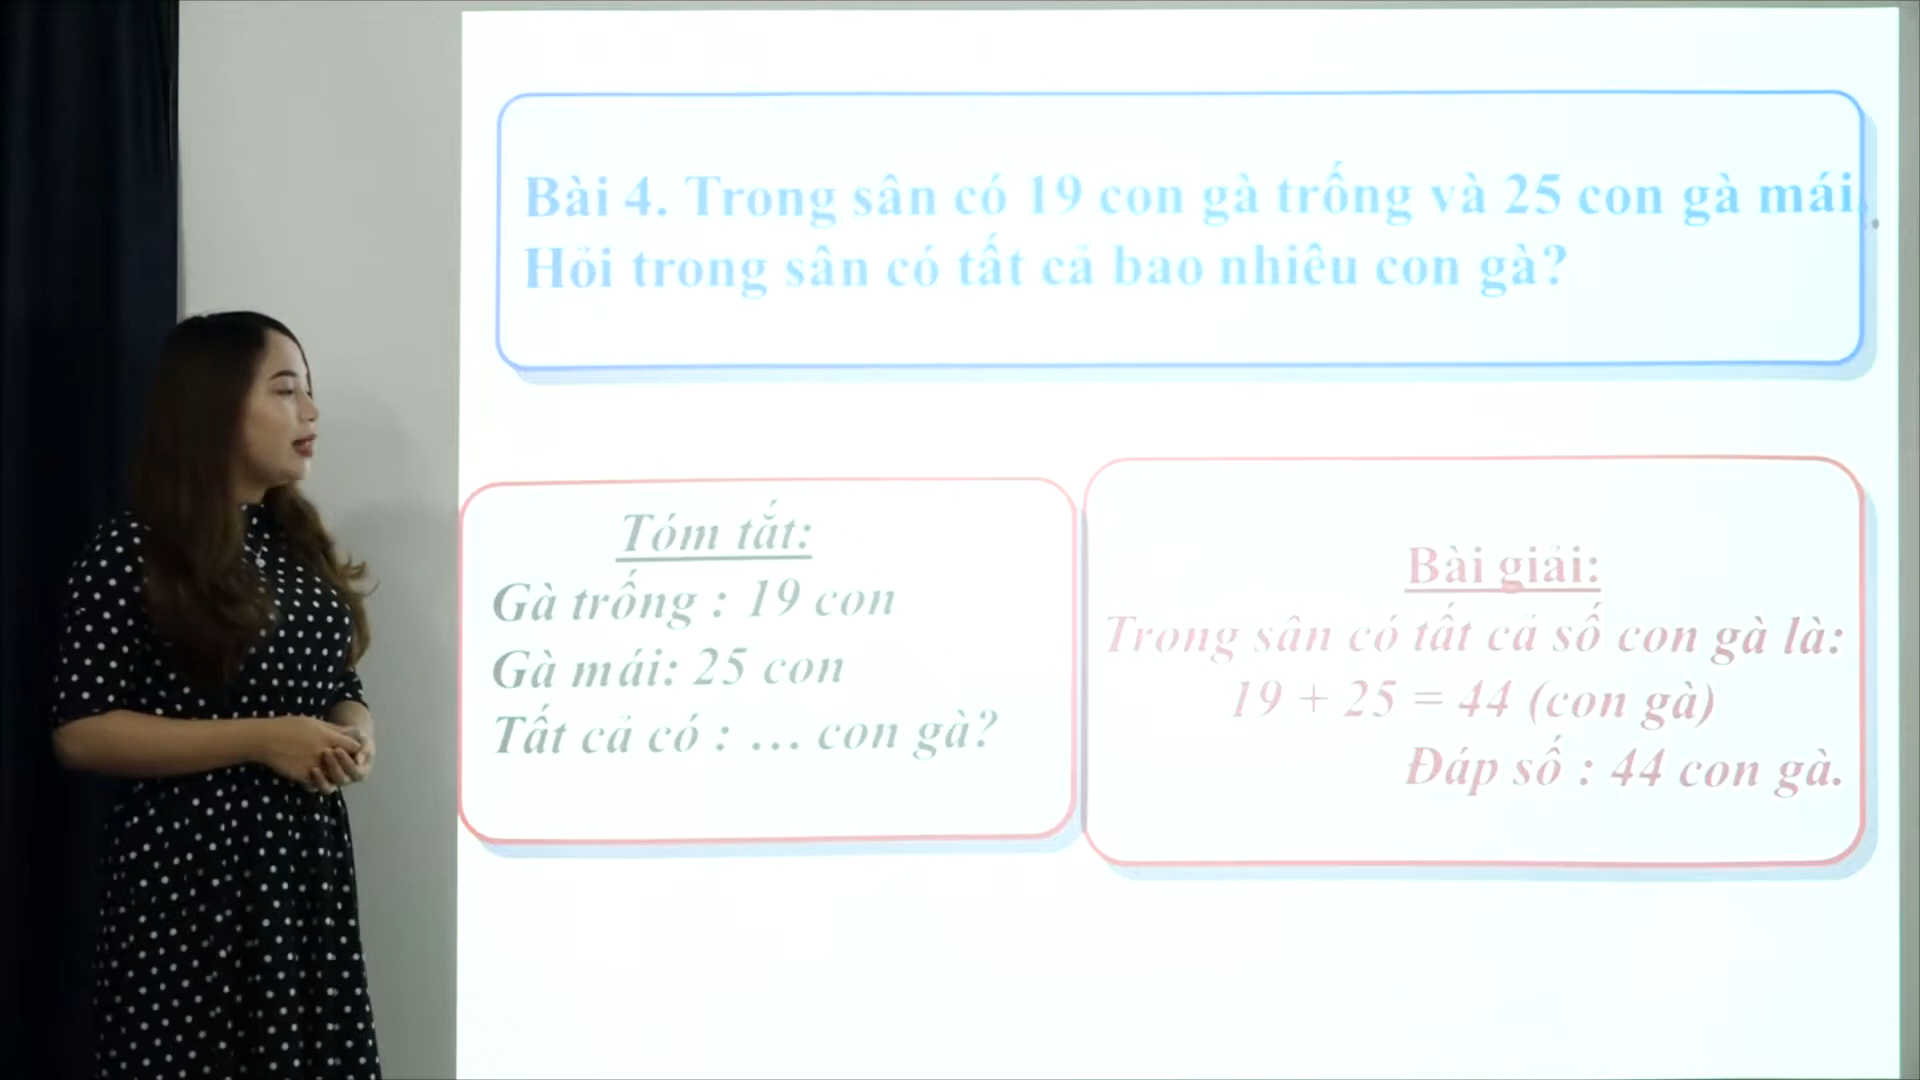 Bài 4. Trong sân có 19 con gà trống và 25 con gà mái.
Hỏi trong sân có tất cả bao nhiêu con gà?
Tóm tắt:
Gà trống : 19 con
Gà mái: 25 con
Tất cả có : ... con gà?
Bài giải:
Trong sân có tất cả số con gà là:
19 + 25 = 44 (con gà)
Đáp số : 44 con gà.